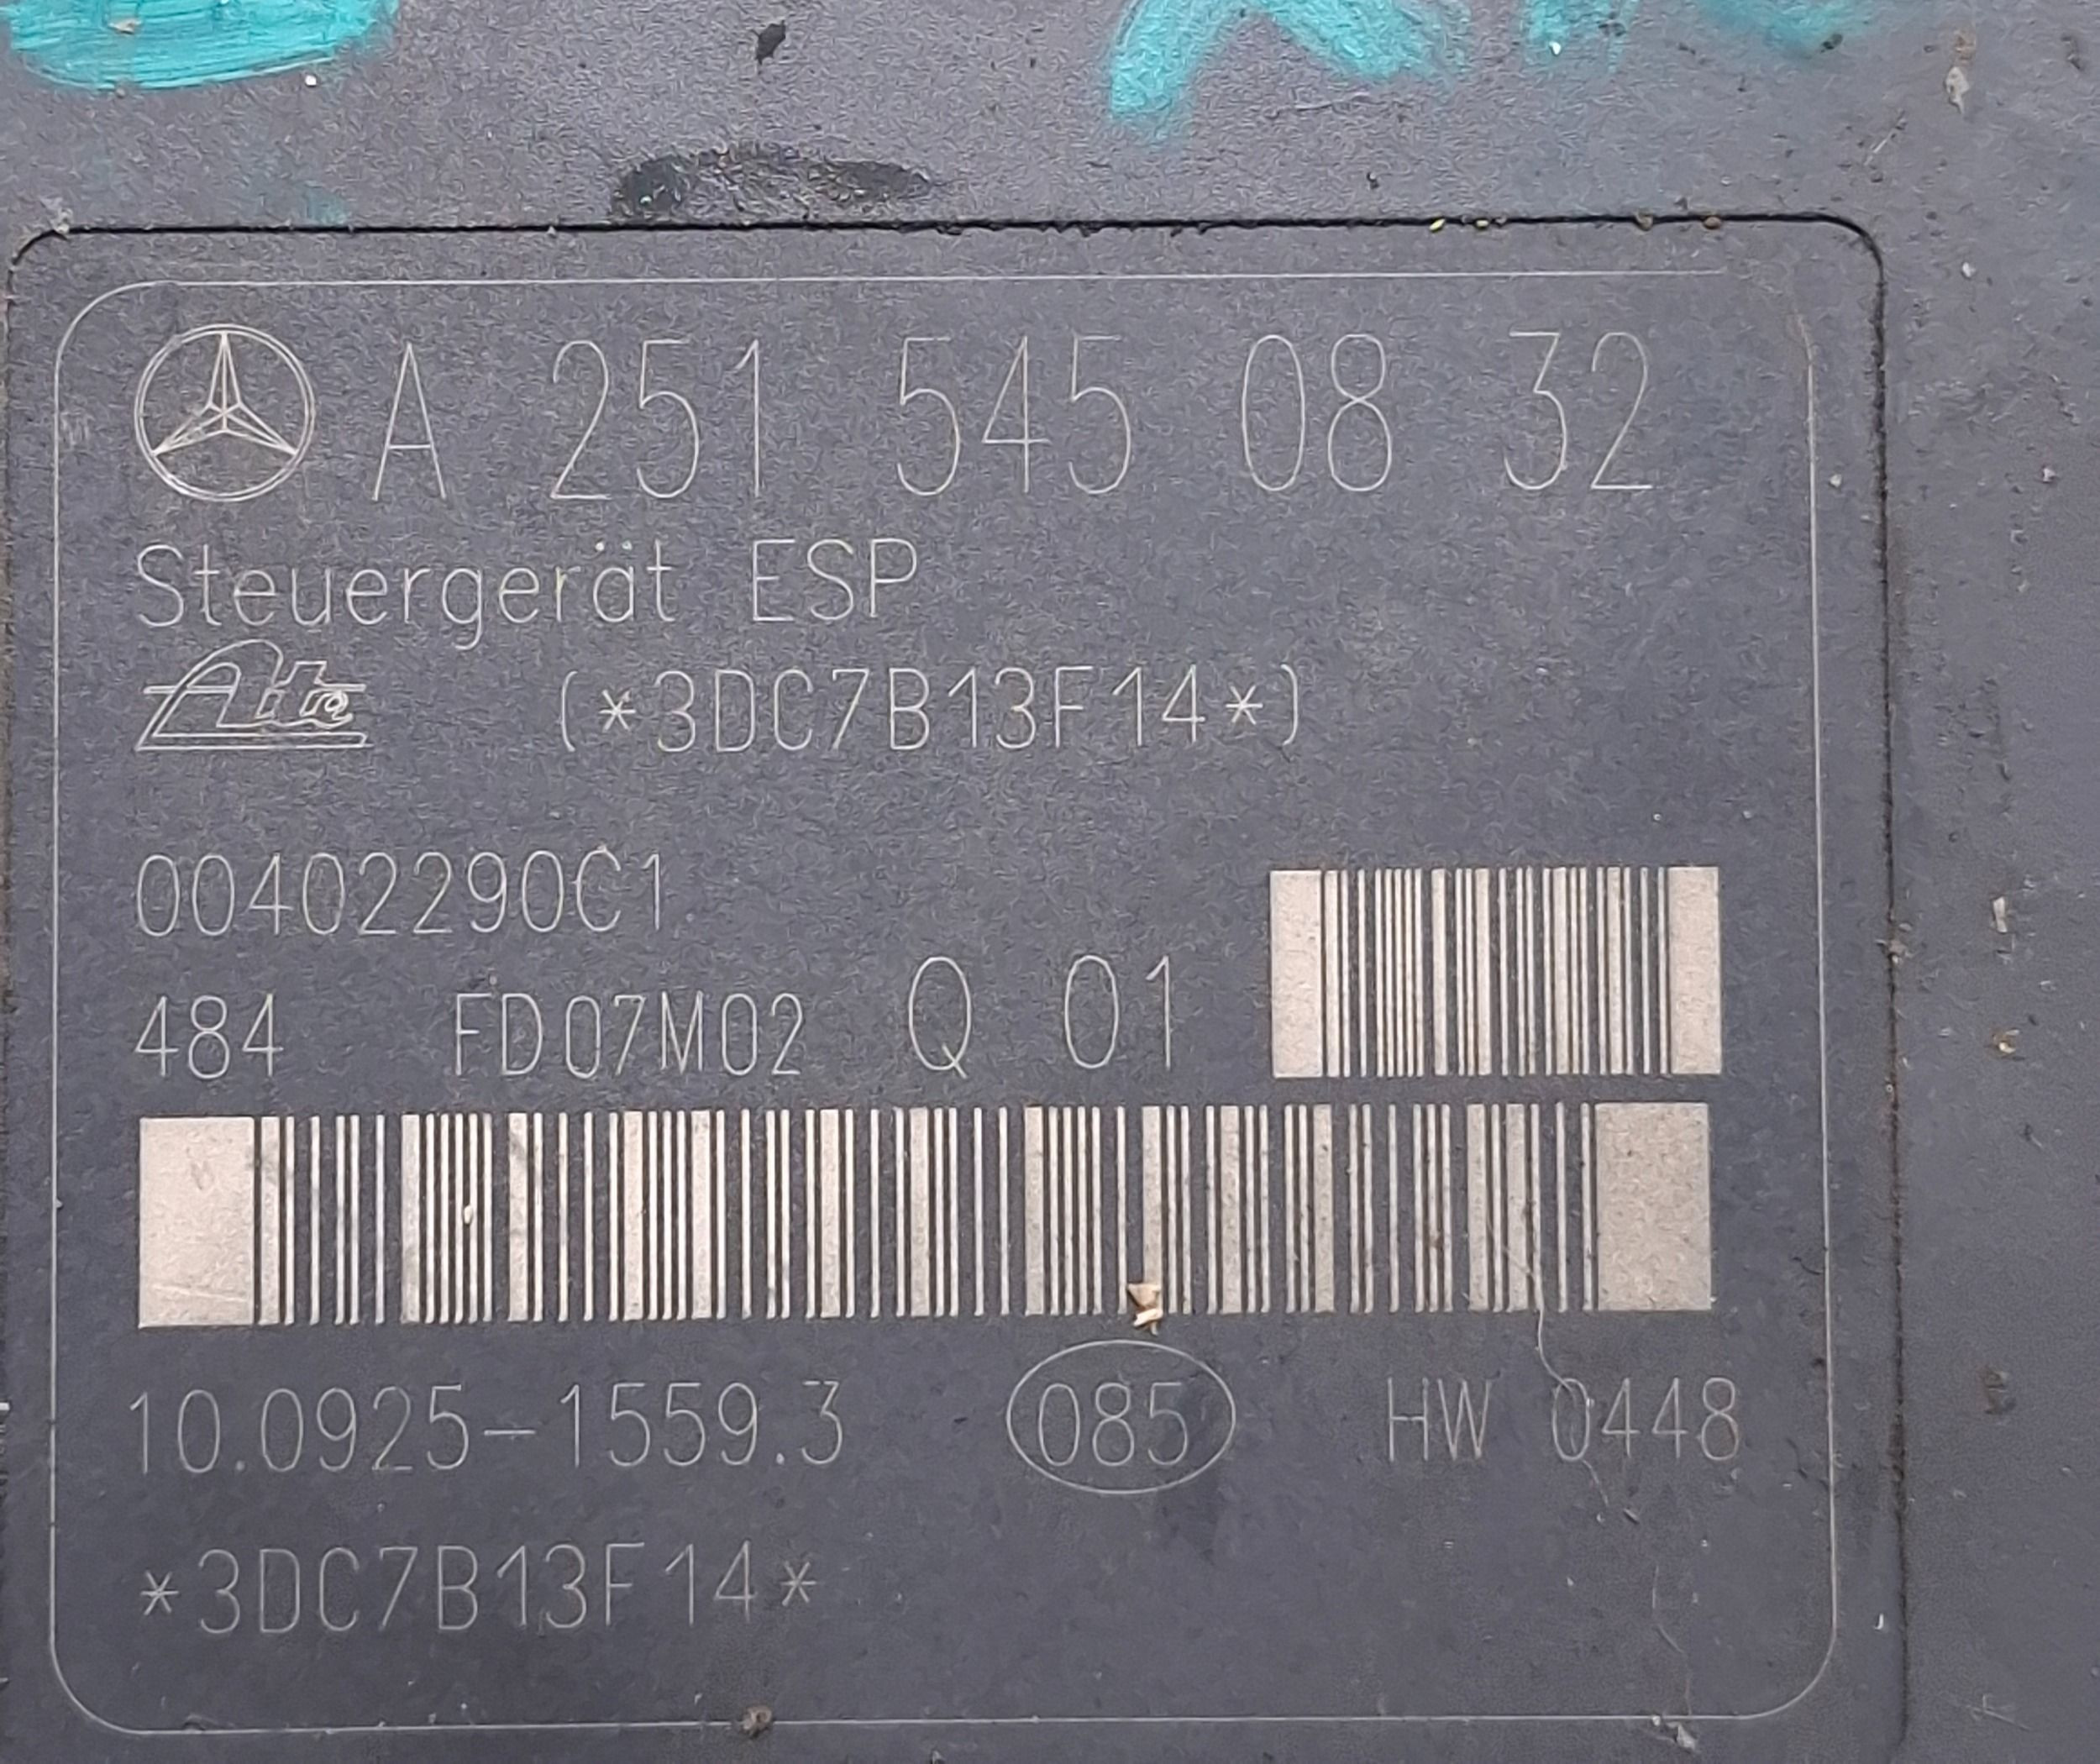 A 251 545 08 32
Steuergerät ESP
Ate (*3DC7B13F14*)
00402290C1
484 FD07M02 Q 01
10.0925-1559.3 085 HW 0448
*3DC7B13F14*